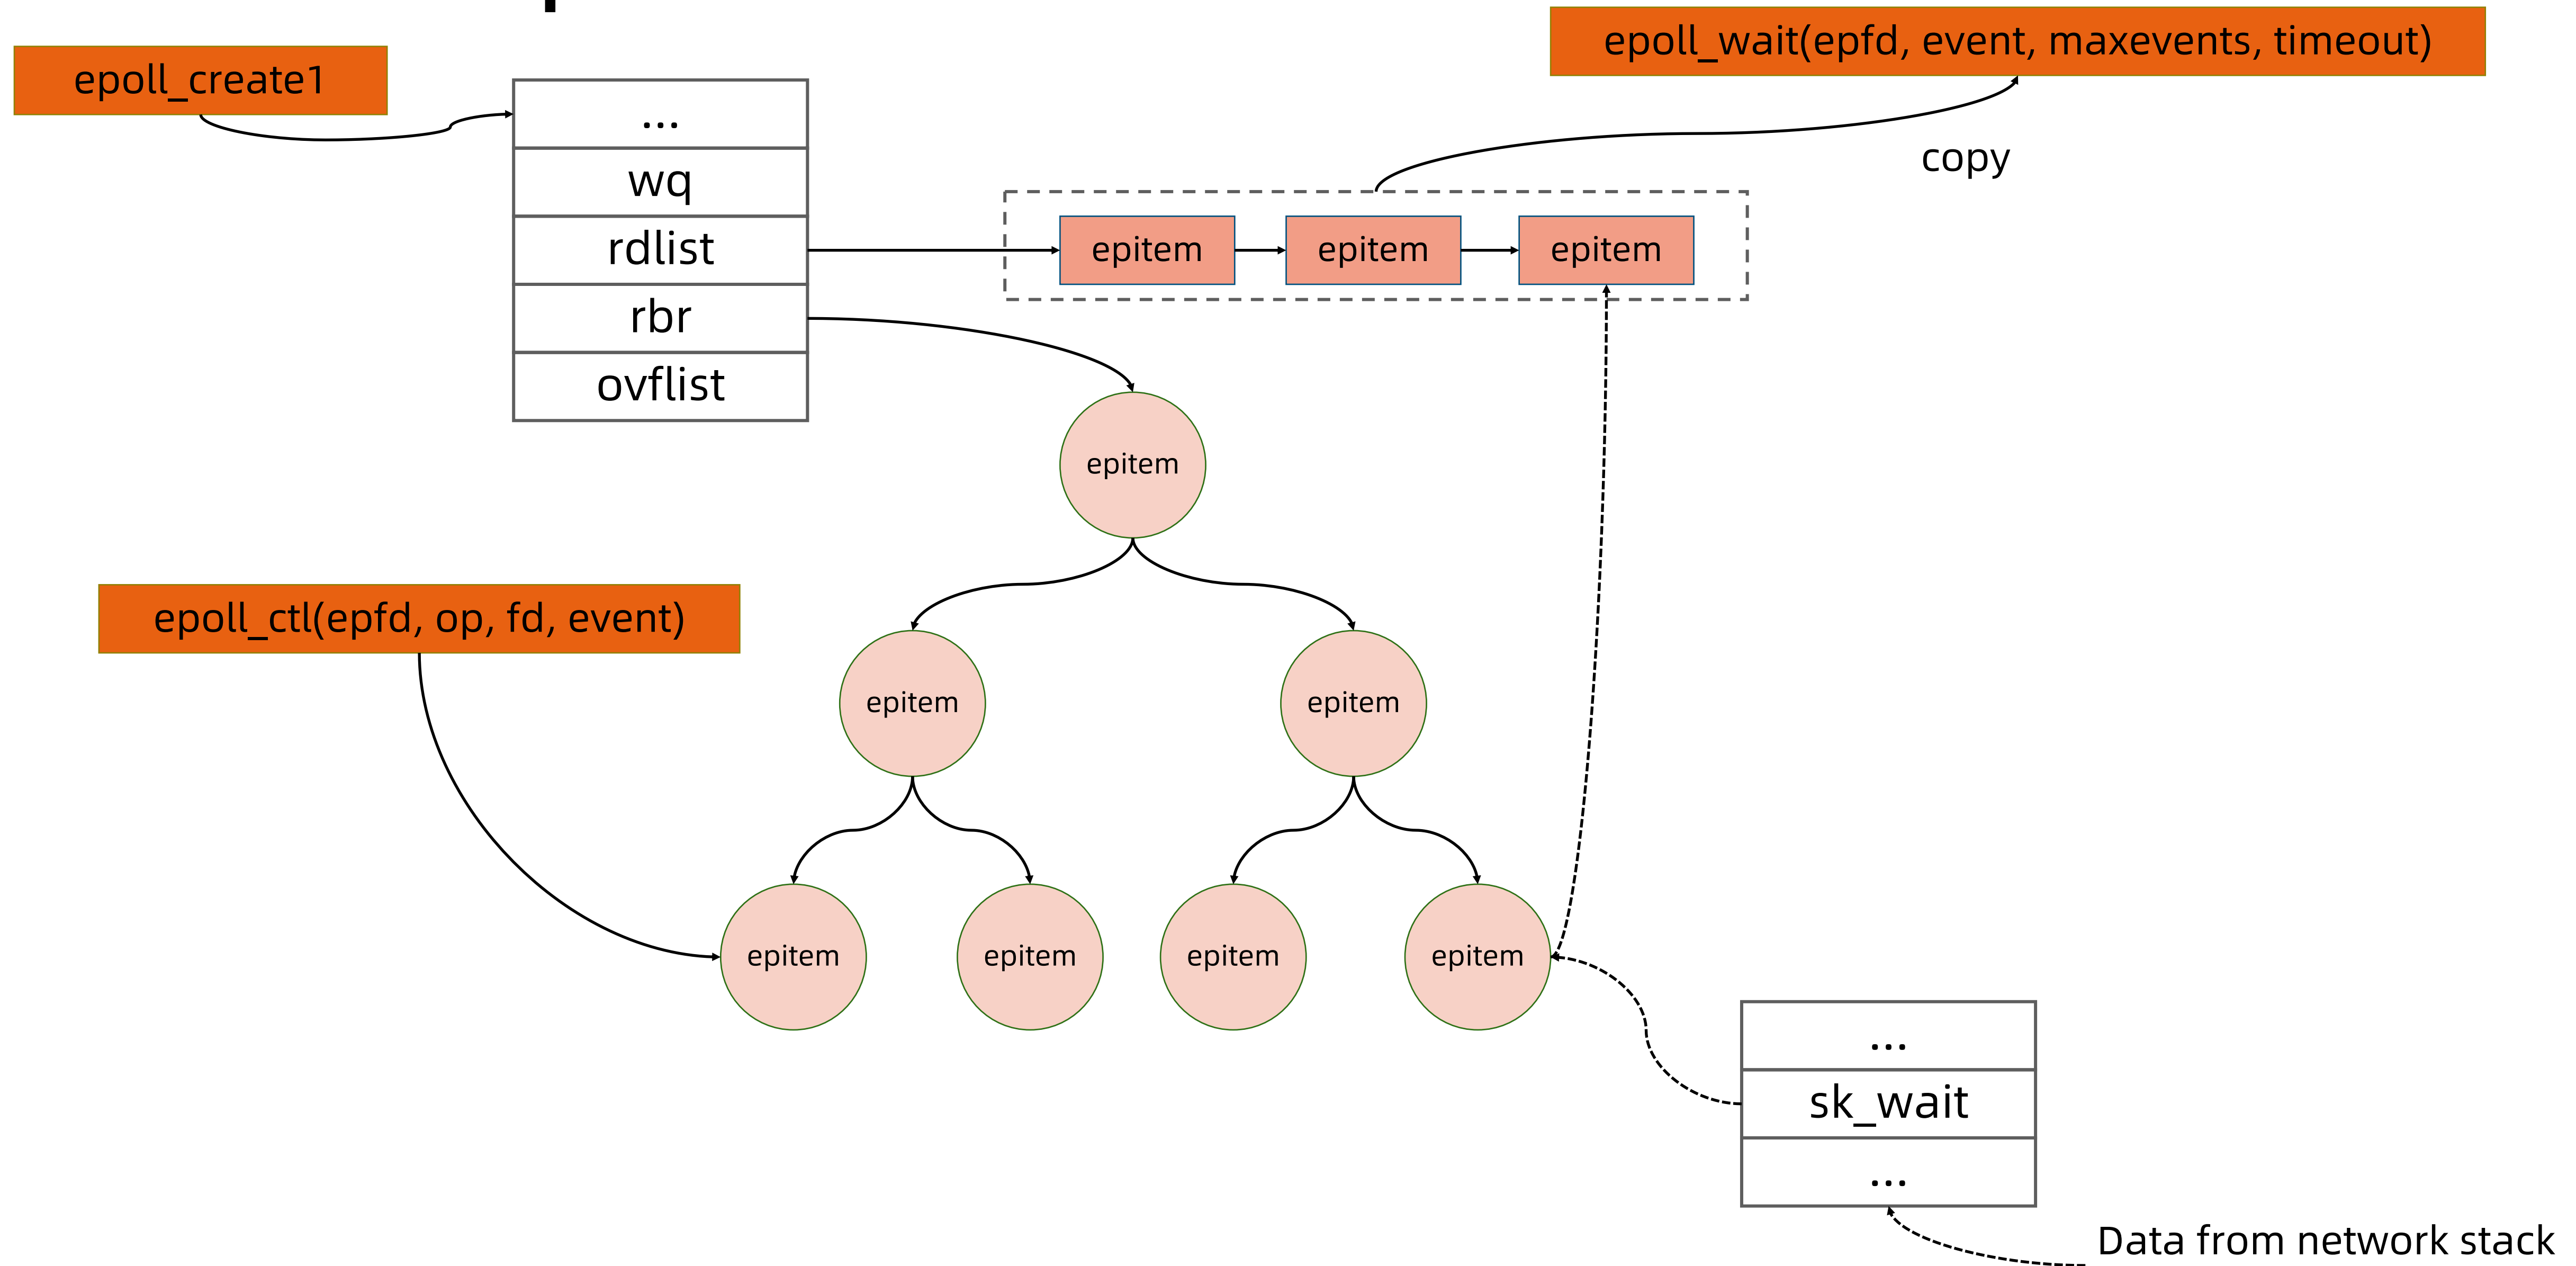 epoll_create1
epoll_wait(epfd, event, maxevents, timeout)
...
wq
copy
rdlist
epitem
epitem
epitem
rbr
ovflist
epitem
epoll_ctl(epfd, op, fd, event)
epitem
epitem
epitem
epitem
epitem
epitem
...
sk_wait
...
Data from network stack